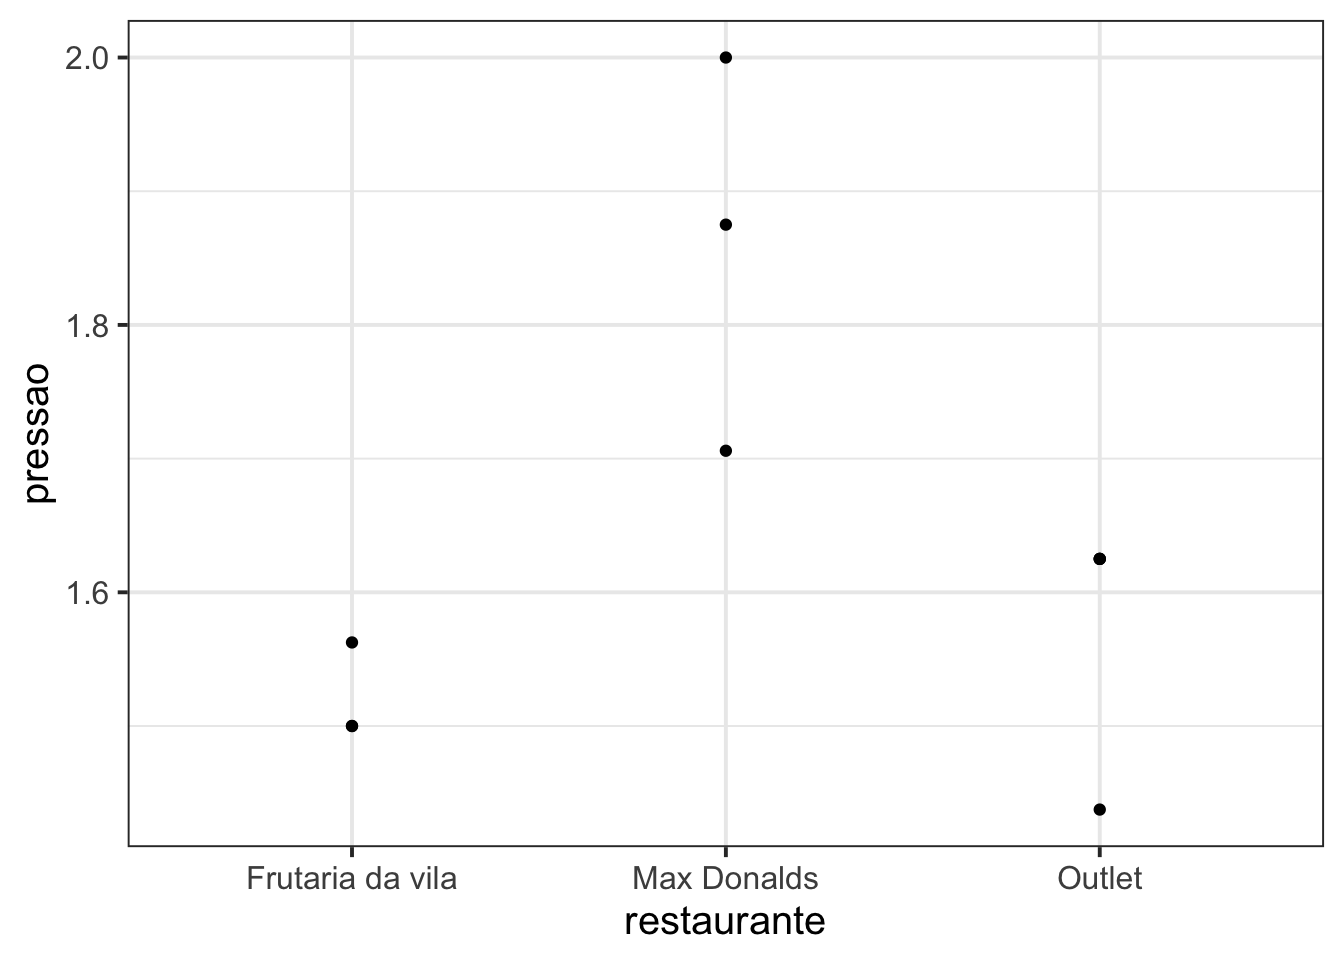 2.0
1.8
1.6
pressao
Frutaria da vila
Max Donalds
Outlet
restaurante